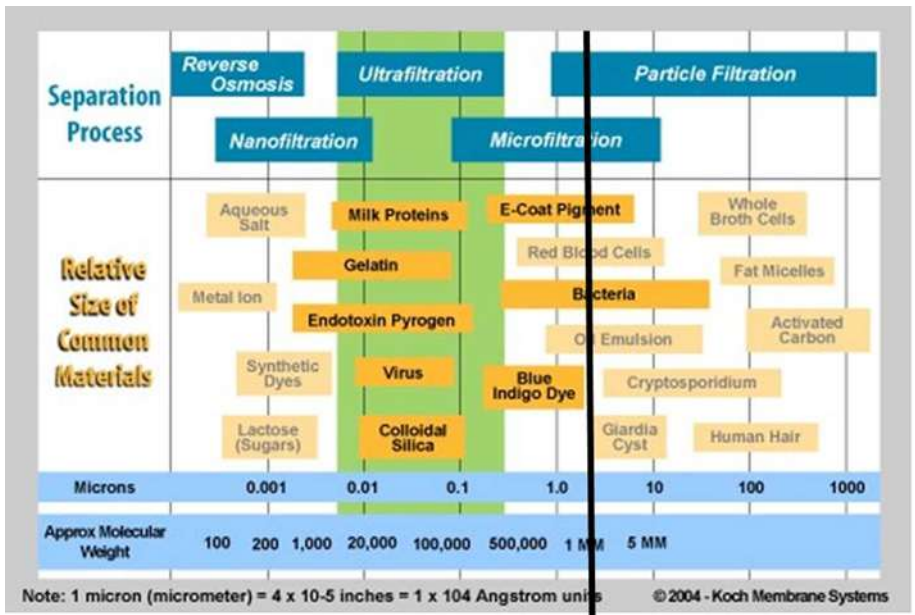 Separation
Process
Reverse
Osmosis
Ultrafiltration
Particle Filtration
Nanofiltration
Microfiltration
Relative
Size of
Common
Materials
Aqueous
Salt
Milk Proteins
E-Coat Pigment
Whole
Broth Cells
Gelatin
Red Blood Cells
Fat Micelles
Metal Ion
Bacteria
Endotoxin Pyrogen
Oil Emulsion
Activated
Carbon
Synthetic
Dyes
Virus
Blue
Indigo Dye
Cryptosporidium
Lactose
(Sugars)
Colloidal
Silica
Giardia
Cyst
Human Hair
Microns 0.001 0.01 0.1 1.0 10 100 1000
Approx Molecular
Weight
100 200 1,000 20,000 100,000 500,000 1 MM 5 MM
Note: 1 micron (micrometer) = 4 x 10-5 inches = 1 x 104 Angstrom units © 2004 - Koch Membrane Systems